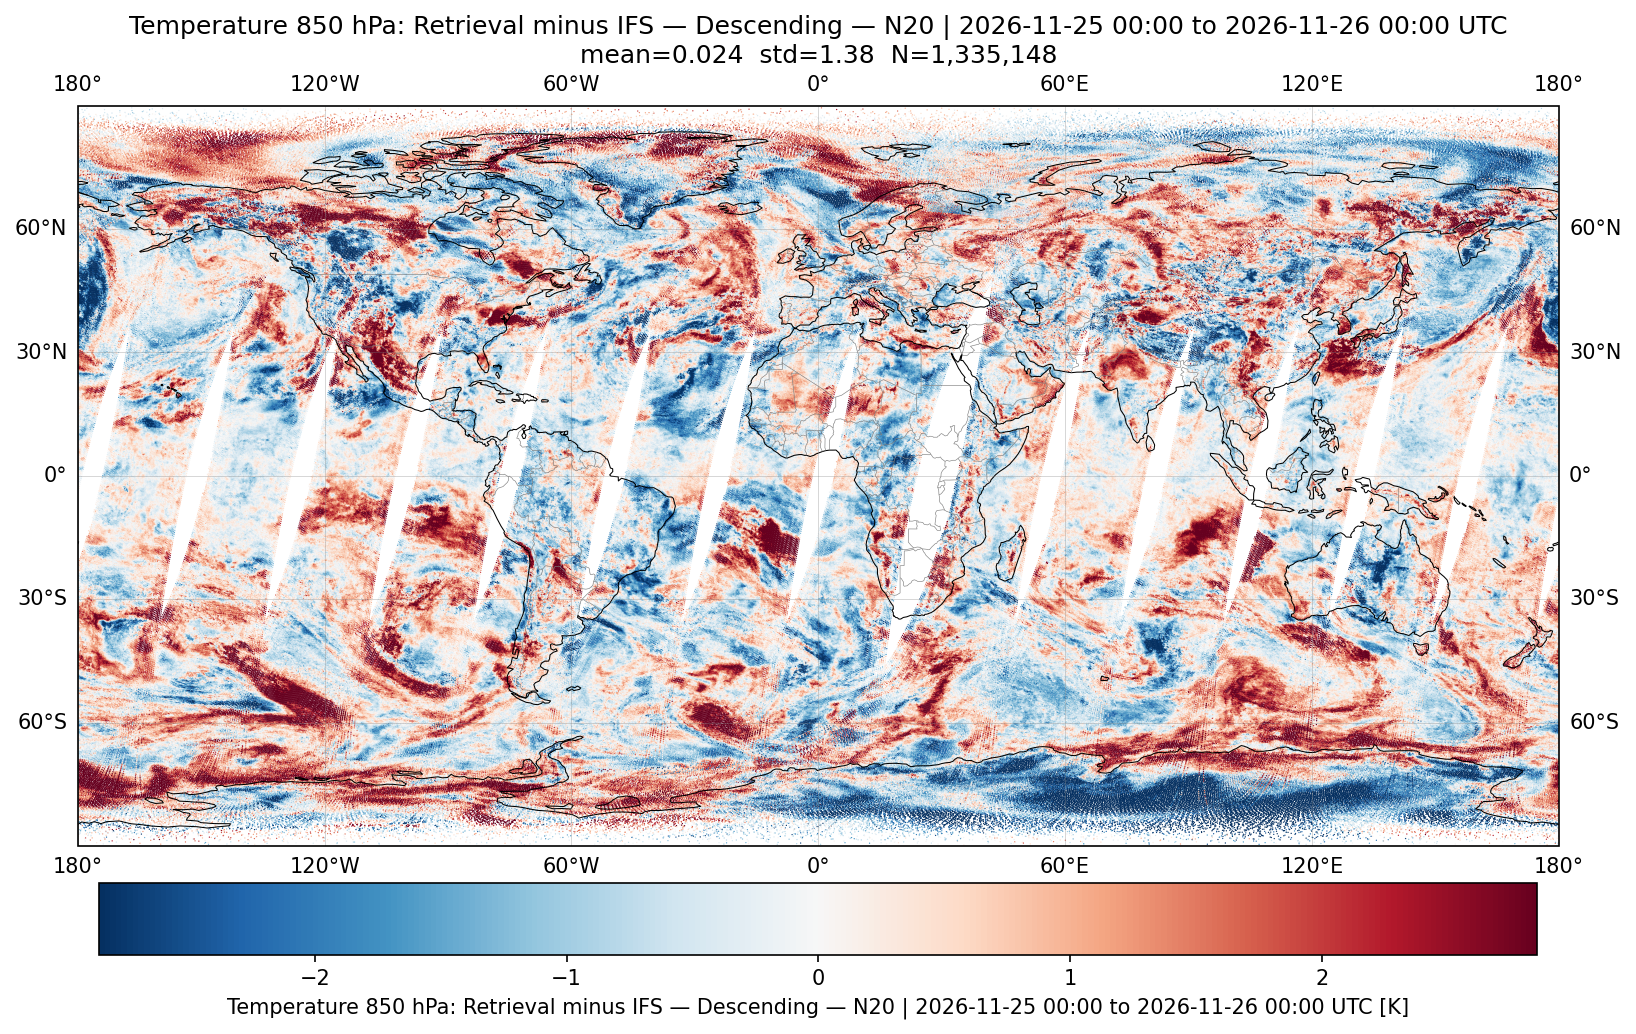 Temperature 850 hPa: Retrieval minus IFS — Descending — N20 | 2026-11-25 00:00 to 2026-11-26 00:00 UTC
mean=0.024  std=1.38  N=1,335,148
180° 120°W 60°W 0° 60°E 120°E 180°
60°N 60°N
30°N 30°N
0° 0°
30°S 30°S
60°S 60°S
180° 120°W 60°W 0° 60°E 120°E 180°
−2 −1 0 1 2
Temperature 850 hPa: Retrieval minus IFS — Descending — N20 | 2026-11-25 00:00 to 2026-11-26 00:00 UTC [K]